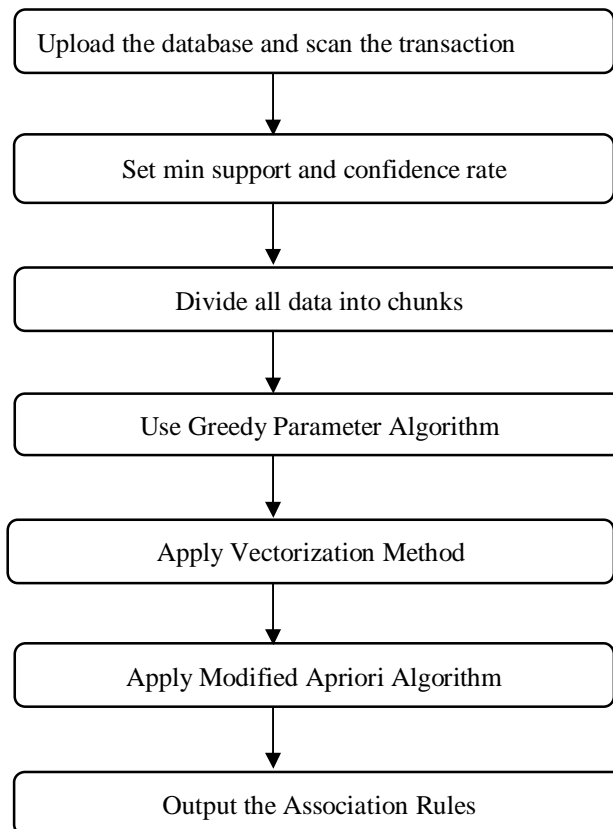 Upload the database and scan the transaction
Set min support and confidence rate
Divide all data into chunks
Use Greedy Parameter Algorithm
Apply Vectorization Method
Apply Modified Apriori Algorithm
Output the Association Rules